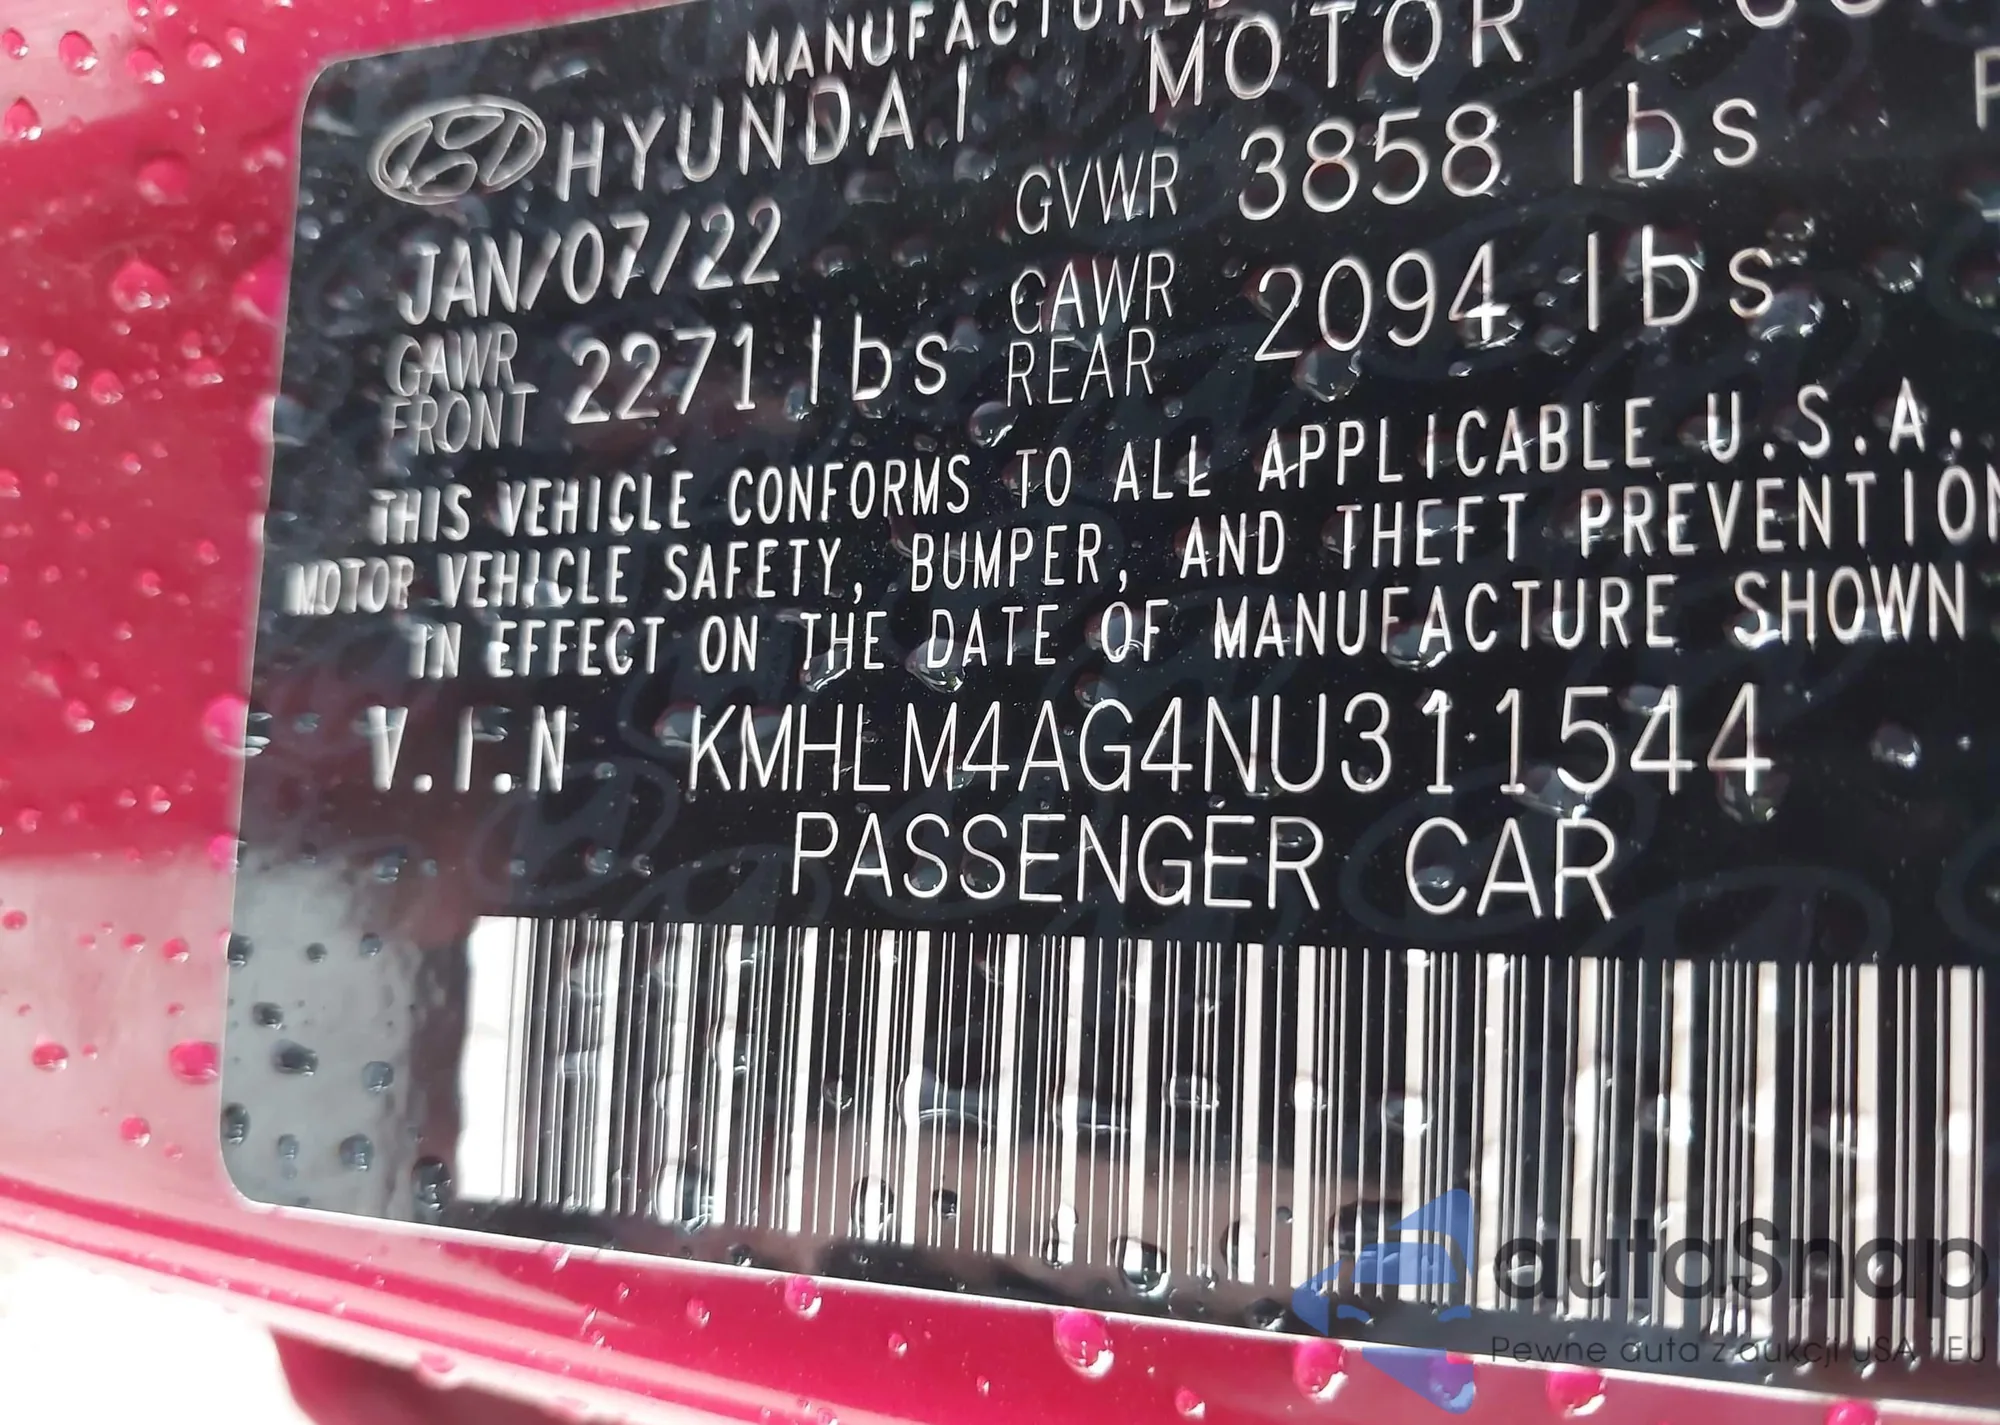 MANUFACTURED
HYUNDAI MOTOR
JAN/07/22 GVWR 3858 lbs
GAWR FRONT 2271 lbs GAWR REAR 2094 lbs
THIS VEHICLE CONFORMS TO ALL APPLICABLE U.S.A.
MOTOR VEHICLE SAFETY, BUMPER, AND THEFT PREVENTION
IN EFFECT ON THE DATE OF MANUFACTURE SHOWN
V.I.N KMHLM4AG4NU311544
PASSENGER CAR
autaSnap
Pewne auta z aukcji USA i EU